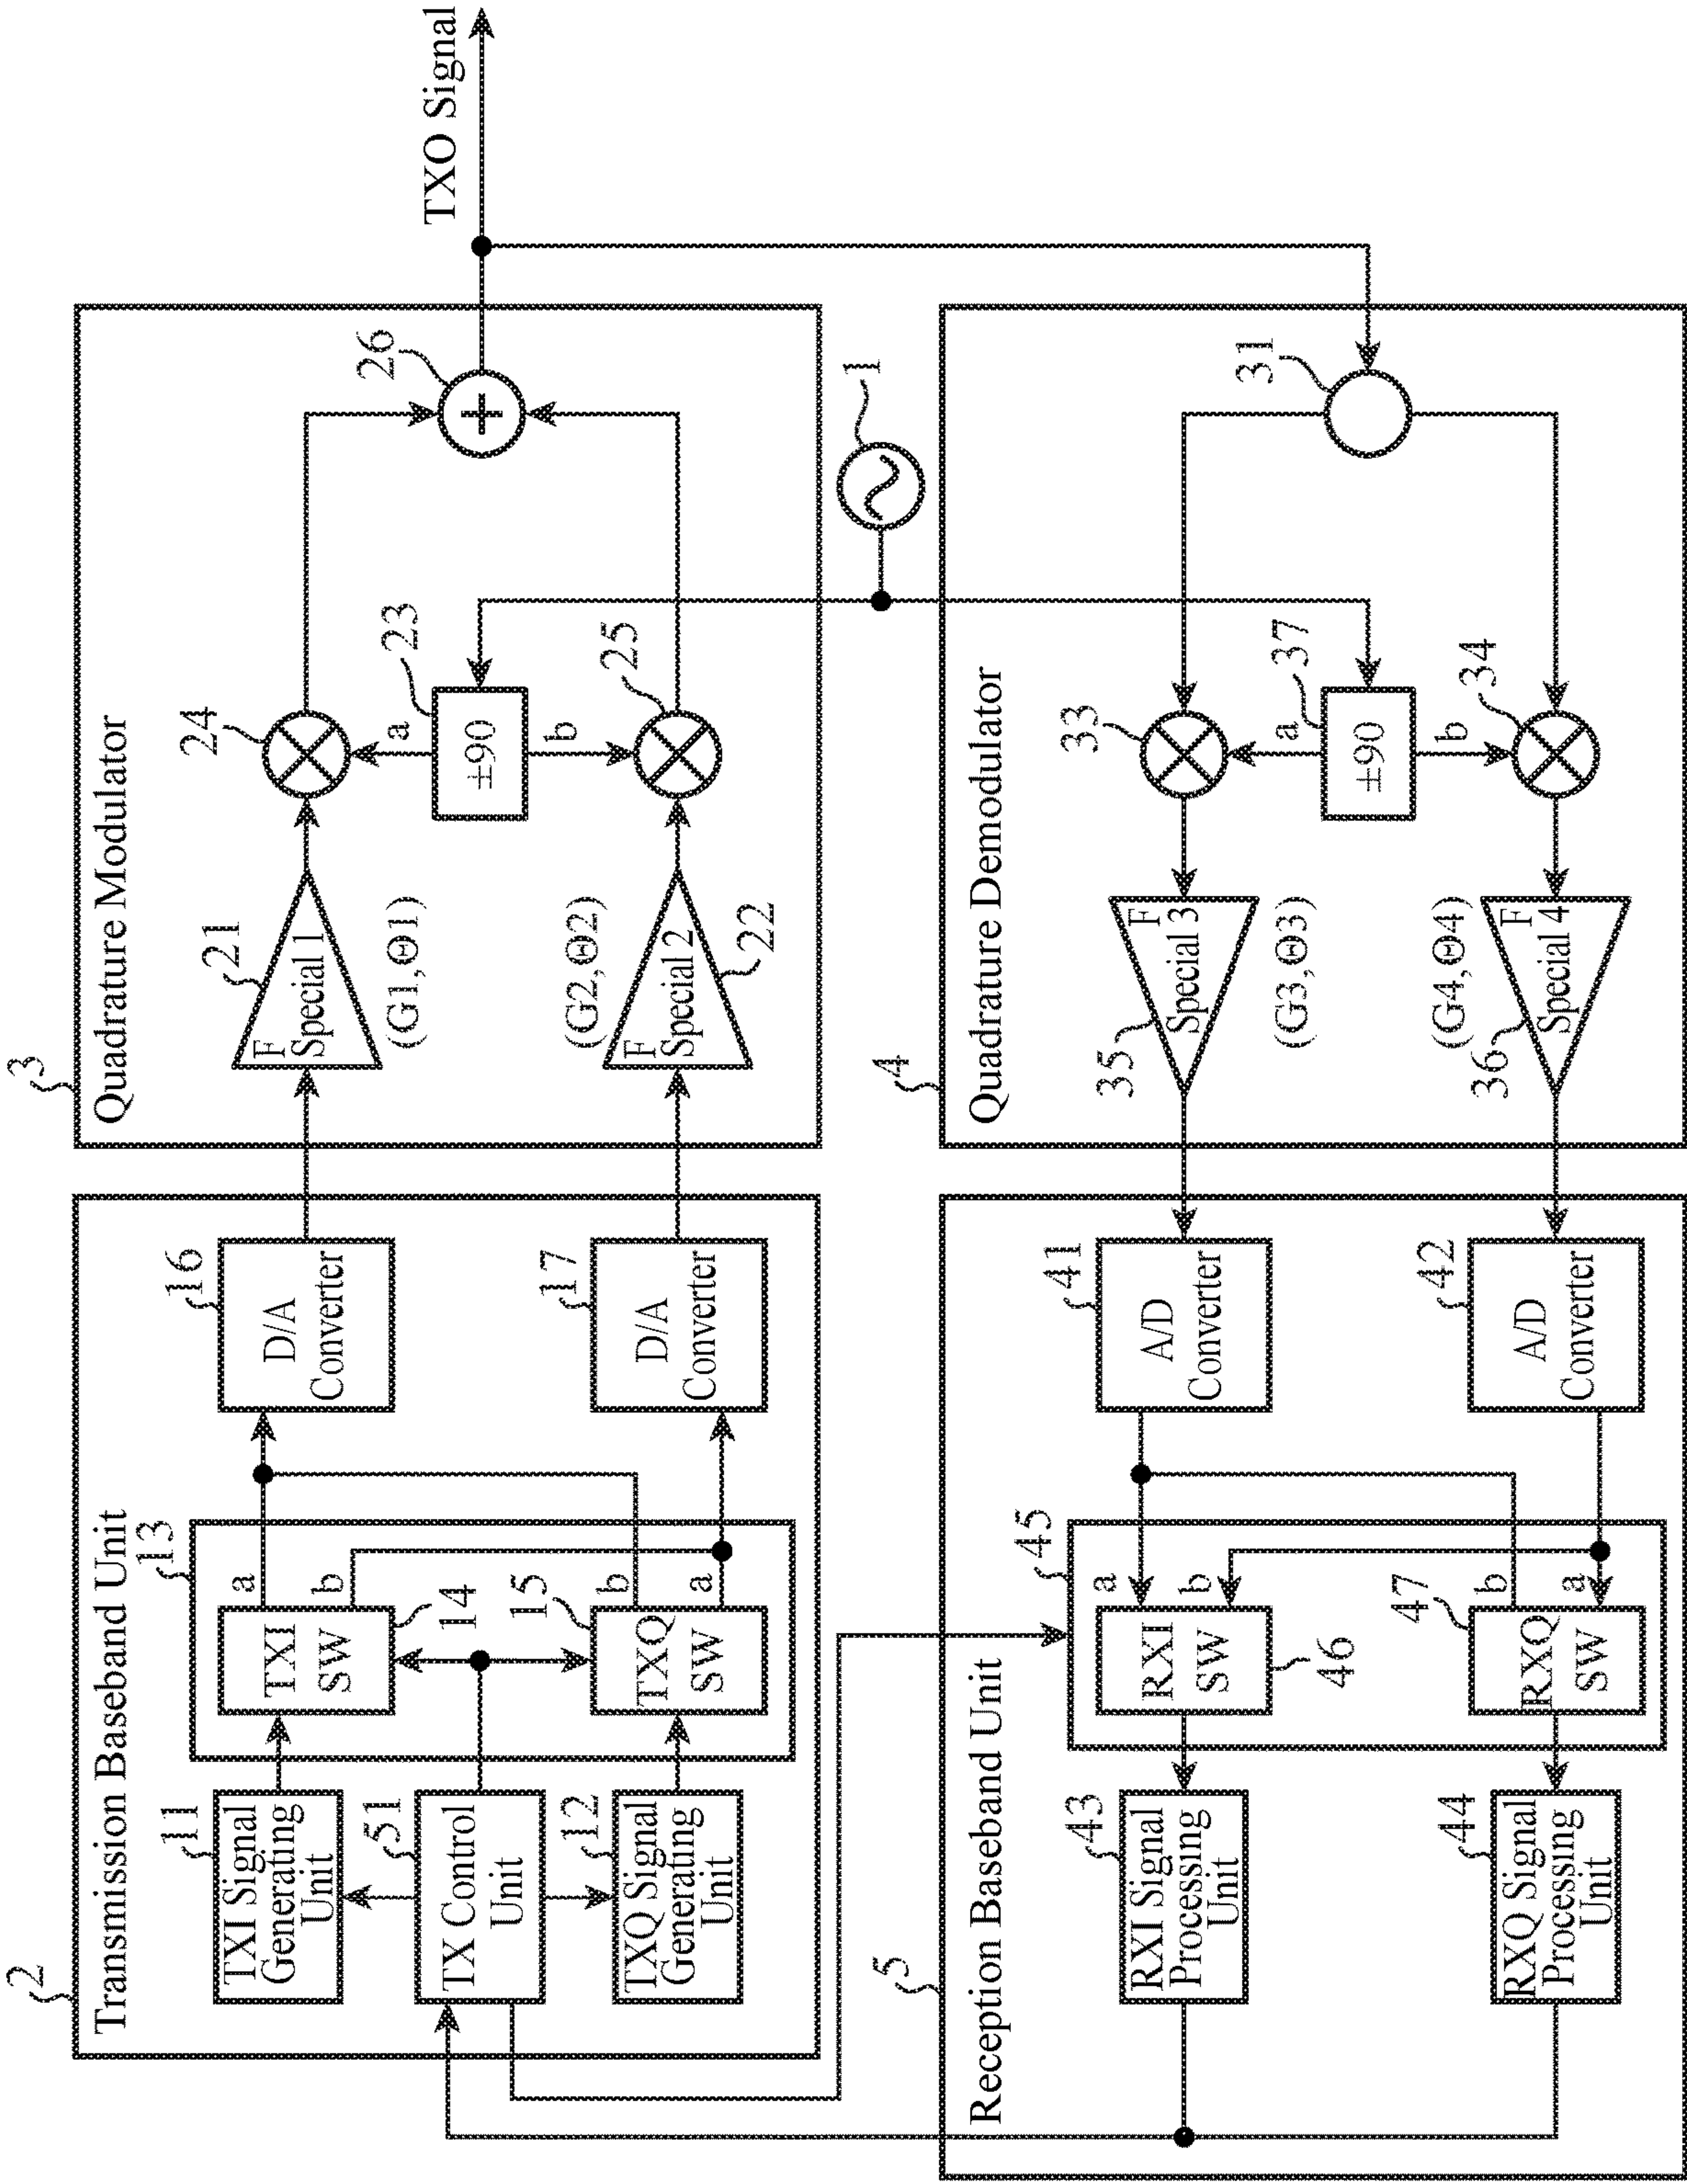 2
Transmission Baseband Unit
11
TXI Signal
Generating
Unit
51
TX Control
Unit
12
TXQ Signal
Generating
Unit
13
TXI
SW
a
b
14
15
TXQ
SW
b
a
16
D/A
Converter
17
D/A
Converter
3
Quadrature Modulator
21
F
Special 1
(G1,Θ1)
(G2,Θ2)
F
Special 2
22
24
a
23
±90
b
25
26
+
TXO Signal
1
5
Reception Baseband Unit
43
RXI Signal
Processing
Unit
44
RXQ Signal
Processing
Unit
45
RXI
SW
a
b
46
47
RXQ
SW
b
a
41
A/D
Converter
42
A/D
Converter
4
Quadrature Demodulator
35
F
Special 3
(G3,Θ3)
(G4,Θ4)
36
F
Special 4
33
a
37
±90
b
34
31